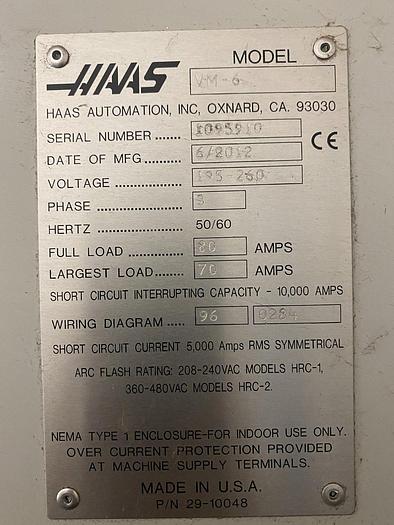 MODEL
HAAS VM-6
HAAS AUTOMATION, INC, OXNARD, CA. 93030
SERIAL NUMBER .......... 1095910
DATE OF MFG .......... 6/2012 CE
VOLTAGE ................ 195-260
PHASE .................... 3
HERTZ 50/60
FULL LOAD ....... 80 AMPS
LARGEST LOAD..... 70 AMPS
SHORT CIRCUIT INTERRUPTING CAPACITY - 10,000 AMPS
WIRING DIAGRAM ..... 96 0284
SHORT CIRCUIT CURRENT 5,000 Amps RMS SYMMETRICAL
ARC FLASH RATING: 208-240VAC MODELS HRC-1,
360-480VAC MODELS HRC-2.
NEMA TYPE 1 ENCLOSURE-FOR INDOOR USE ONLY.
OVER CURRENT PROTECTION PROVIDED
AT MACHINE SUPPLY TERMINALS.
MADE IN U.S.A.
P/N 29-10048